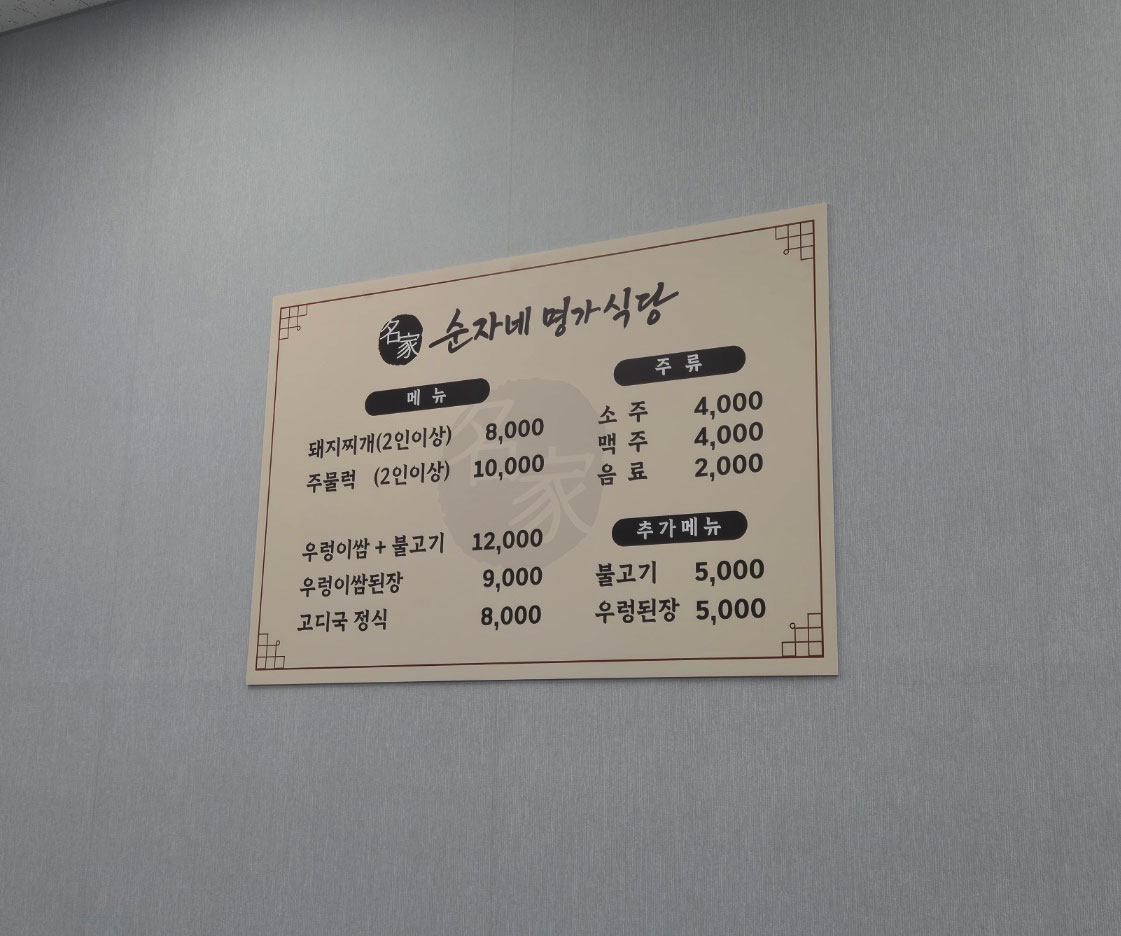 名家 순자네 명가식당
메뉴
돼지찌개(2인이상) 8,000
주물럭 (2인이상) 10,000
우렁이쌈 + 불고기 12,000
우렁이쌈된장 9,000
고디국 정식 8,000
주류
소주 4,000
맥주 4,000
음료 2,000
추가메뉴
불고기 5,000
우렁된장 5,000
名家